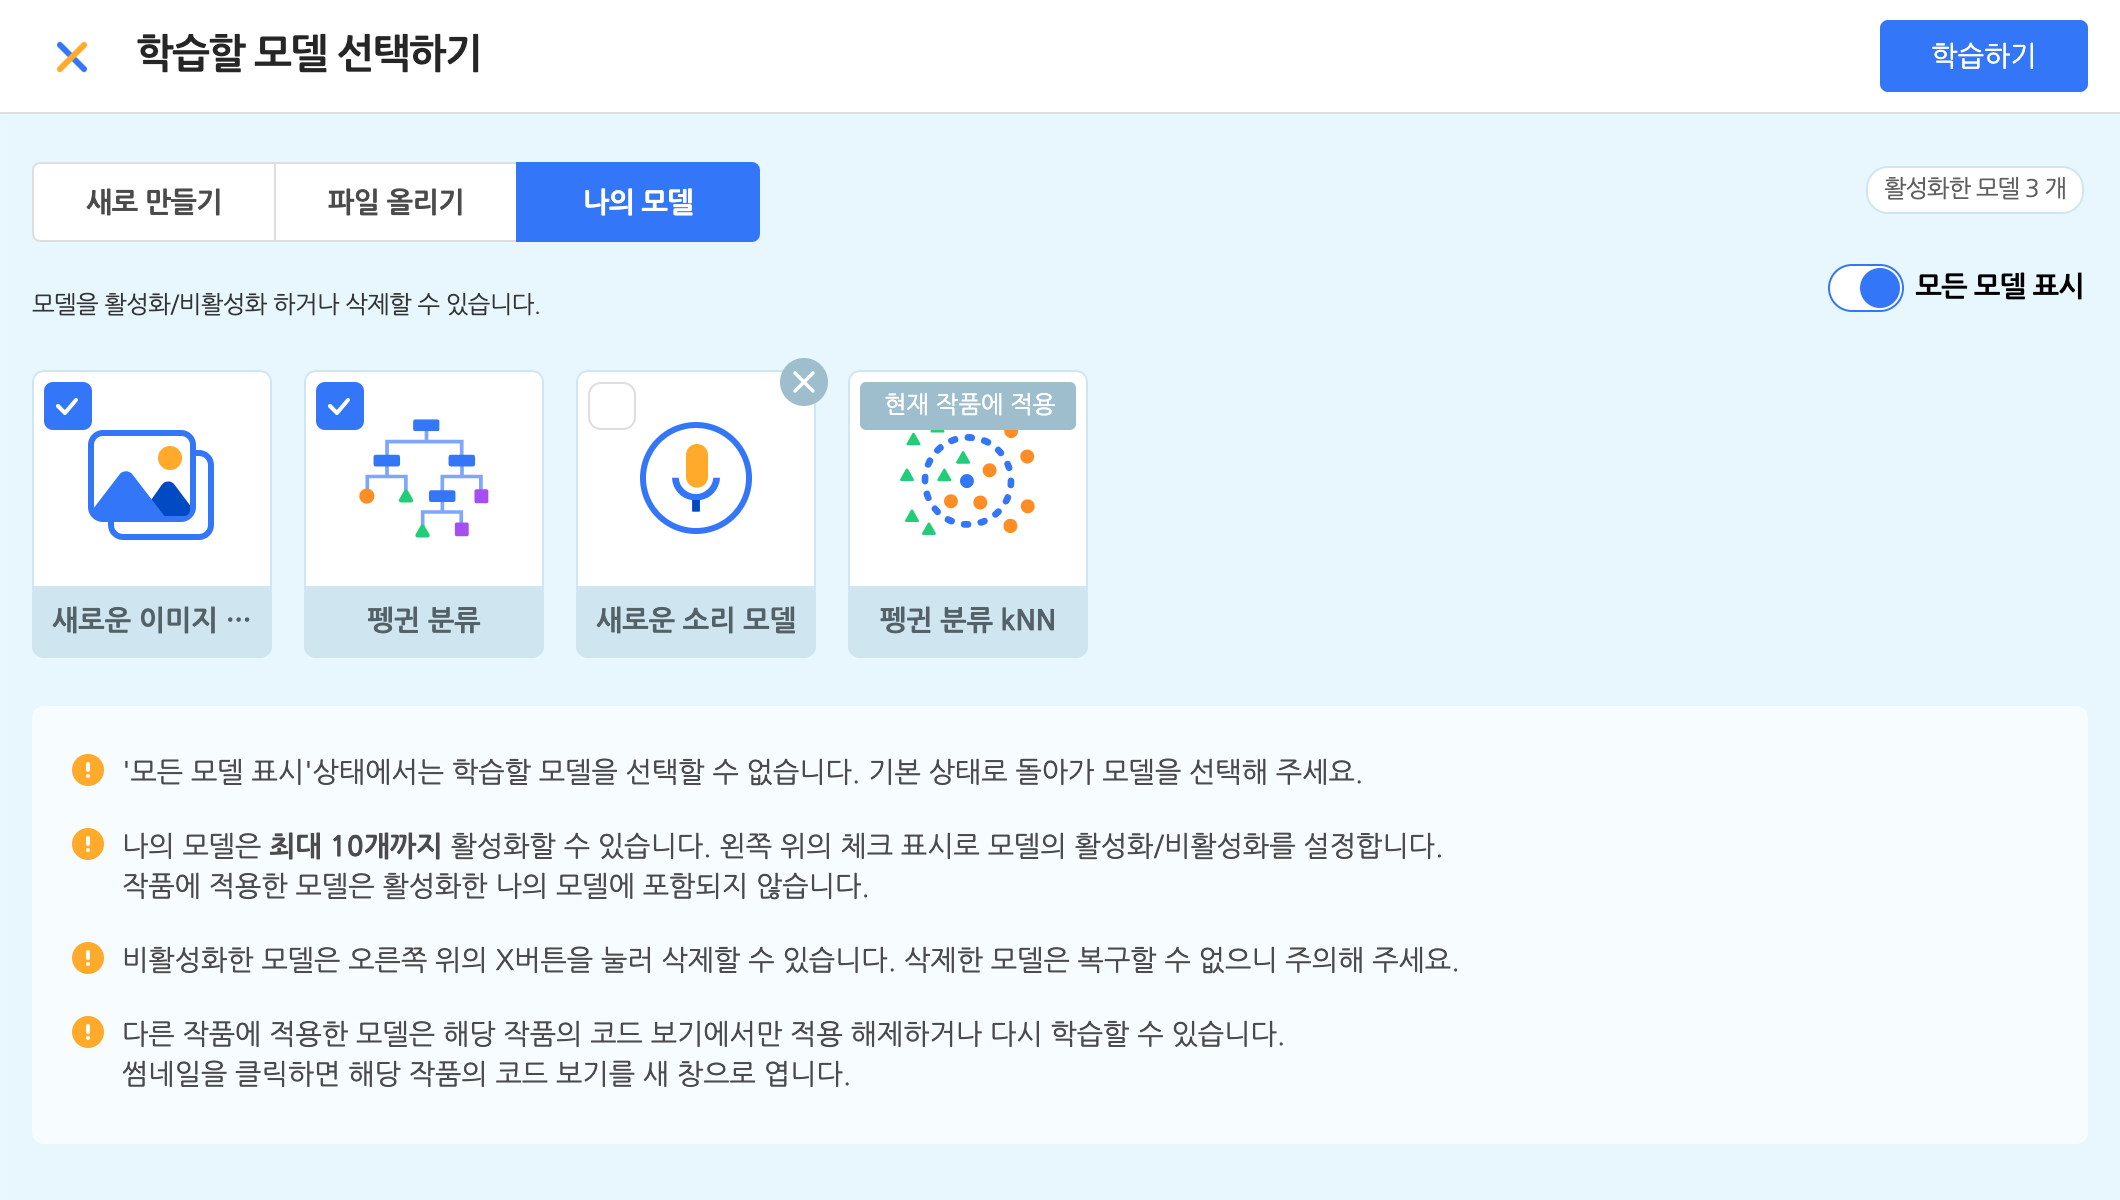 학습할 모델 선택하기
학습하기
새로 만들기
파일 올리기
나의 모델
활성화한 모델 3 개
모델을 활성화/비활성화 하거나 삭제할 수 있습니다.
모든 모델 표시
현재 작품에 적용
새로운 이미지 ···
펭귄 분류
새로운 소리 모델
펭귄 분류 kNN
'모든 모델 표시'상태에서는 학습할 모델을 선택할 수 없습니다. 기본 상태로 돌아가 모델을 선택해 주세요.
나의 모델은 최대 10개까지 활성화할 수 있습니다. 왼쪽 위의 체크 표시로 모델의 활성화/비활성화를 설정합니다.
작품에 적용한 모델은 활성화한 나의 모델에 포함되지 않습니다.
비활성화한 모델은 오른쪽 위의 X버튼을 눌러 삭제할 수 있습니다. 삭제한 모델은 복구할 수 없으니 주의해 주세요.
다른 작품에 적용한 모델은 해당 작품의 코드 보기에서만 적용 해제하거나 다시 학습할 수 있습니다.
썸네일을 클릭하면 해당 작품의 코드 보기를 새 창으로 엽니다.